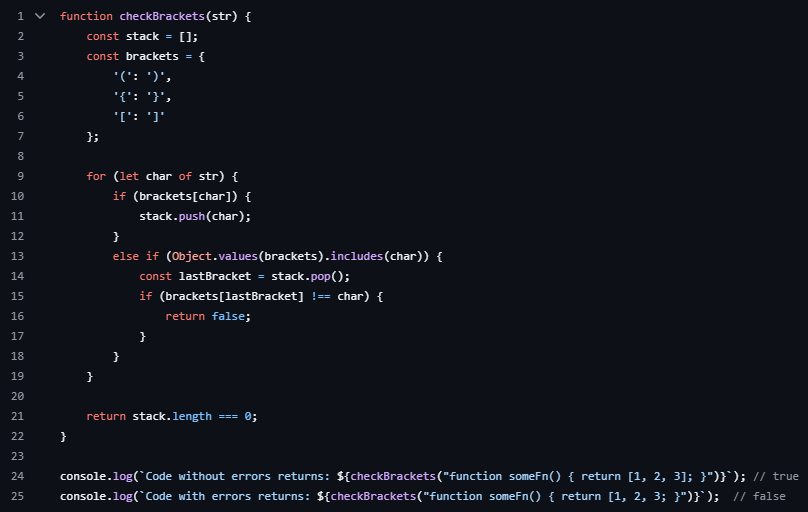 1 function checkBrackets(str) {
2     const stack = [];
3     const brackets = {
4         '(': ')',
5         '{': '}',
6         '[': ']'
7     };
8
9     for (let char of str) {
10         if (brackets[char]) {
11             stack.push(char);
12         }
13         else if (Object.values(brackets).includes(char)) {
14             const lastBracket = stack.pop();
15             if (brackets[lastBracket] !== char) {
16                 return false;
17             }
18         }
19     }
20
21     return stack.length === 0;
22 }
23
24 console.log(`Code without errors returns: ${checkBrackets("function someFn() { return [1, 2, 3]; }")}`); // true
25 console.log(`Code with errors returns: ${checkBrackets("function someFn() { return [1, 2, 3; }")}`);  // false